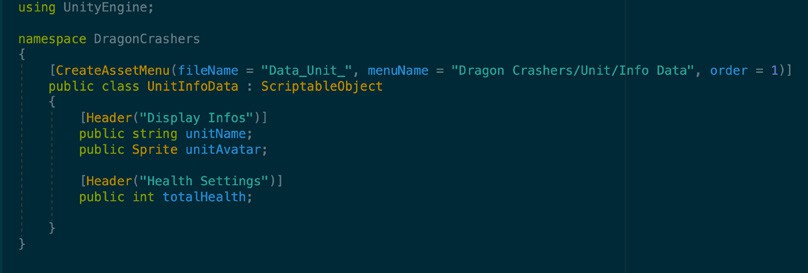 using UnityEngine;
namespace DragonCrashers
{
[CreateAssetMenu(fileName = "Data_Unit_", menuName = "Dragon Crashers/Unit/Info Data", order = 1)]
public class UnitInfoData : ScriptableObject
{
[Header("Display Infos")]
public string unitName;
public Sprite unitAvatar;
[Header("Health Settings")]
public int totalHealth;
}
}